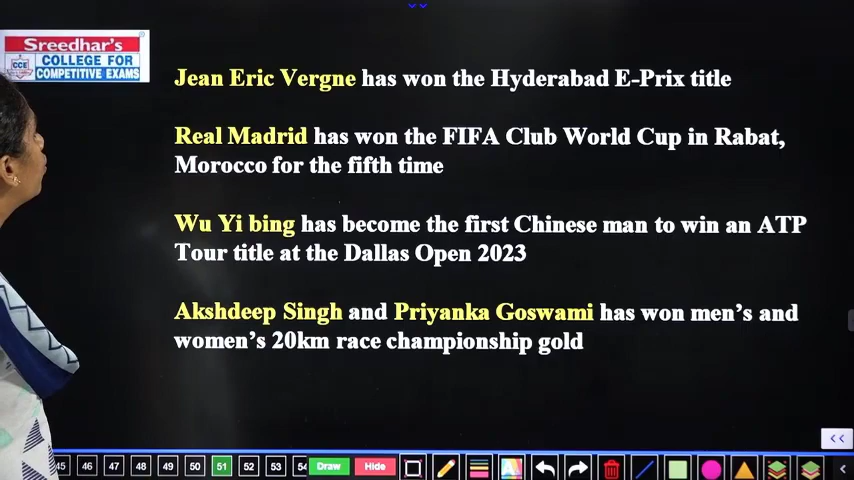 Sreedhar's
CCE
COLLEGE FOR
COMPETITIVE EXAMS
Jean Eric Vergne has won the Hyderabad E-Prix title
Real Madrid has won the FIFA Club World Cup in Rabat,
Morocco for the fifth time
Wu Yi bing has become the first Chinese man to win an ATP
Tour title at the Dallas Open 2023
Akshdeep Singh and Priyanka Goswami has won men's and
women's 20km race championship gold
45 46 47 48 49 50 51 52 53 54 Draw Hide